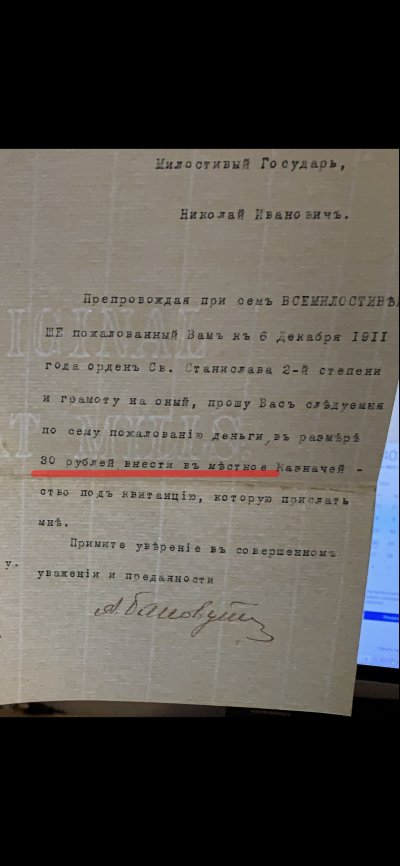 Милостивый Государь,
Николай Ивановичъ.
Препровождая при семъ ВСЕМИЛОСТИВѢЙ
ШЕ пожалованный Вамъ къ 6 Декабря 1911
года орденъ Св. Станислава 2-й степени
и грамоту на оный, прошу Васъ слѣдуемыя
по сему пожалованію деньги, въ размѣрѣ
30 рублей внести въ мѣстное Казначей -
ство подъ квитанцію, которую прислать
мнѣ.
Примите увѣреніе въ совершенномъ
у.
уваженіи и преданности